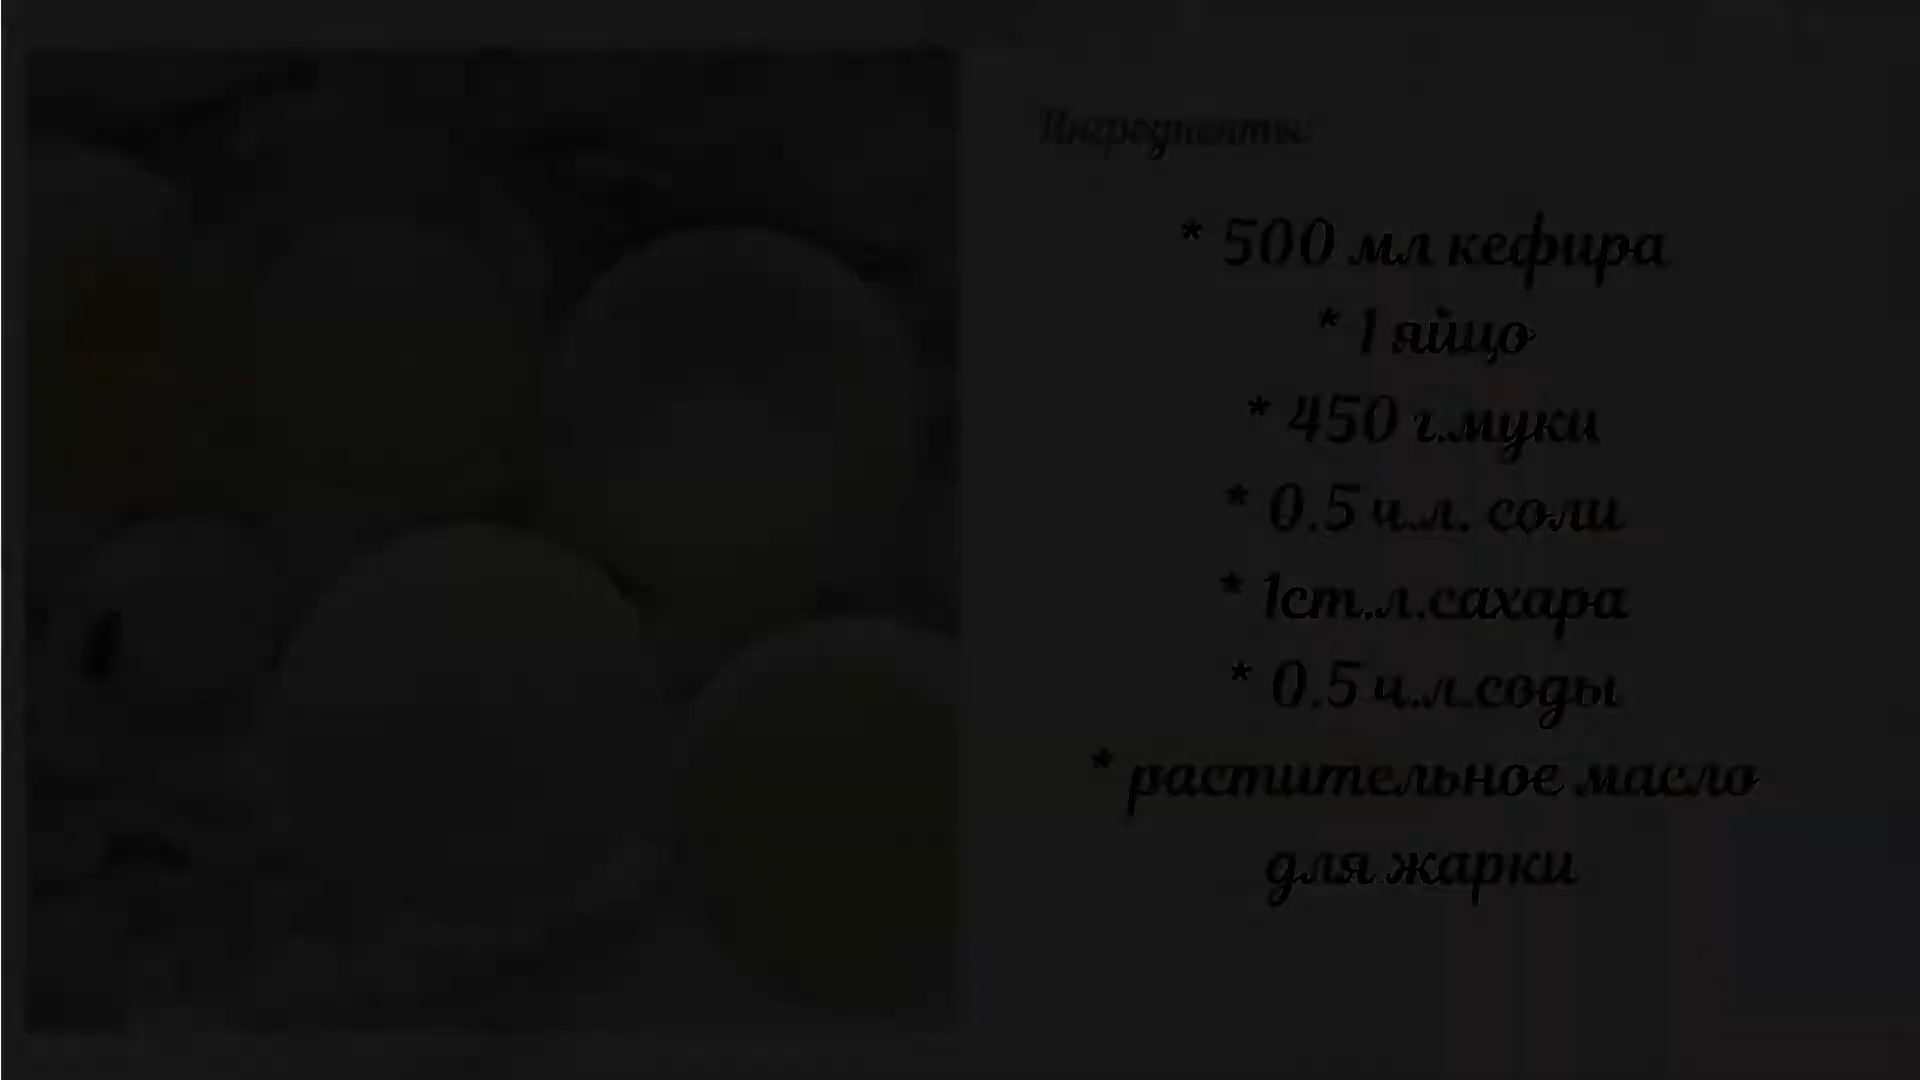 Ингредиенты:
* 500 мл кефира
* 1 яйцо
* 450 г.муки
* 0.5 ч.л. соли
* 1ст.л.сахара
* 0.5 ч.л.соды
* растительное масло
для жарки